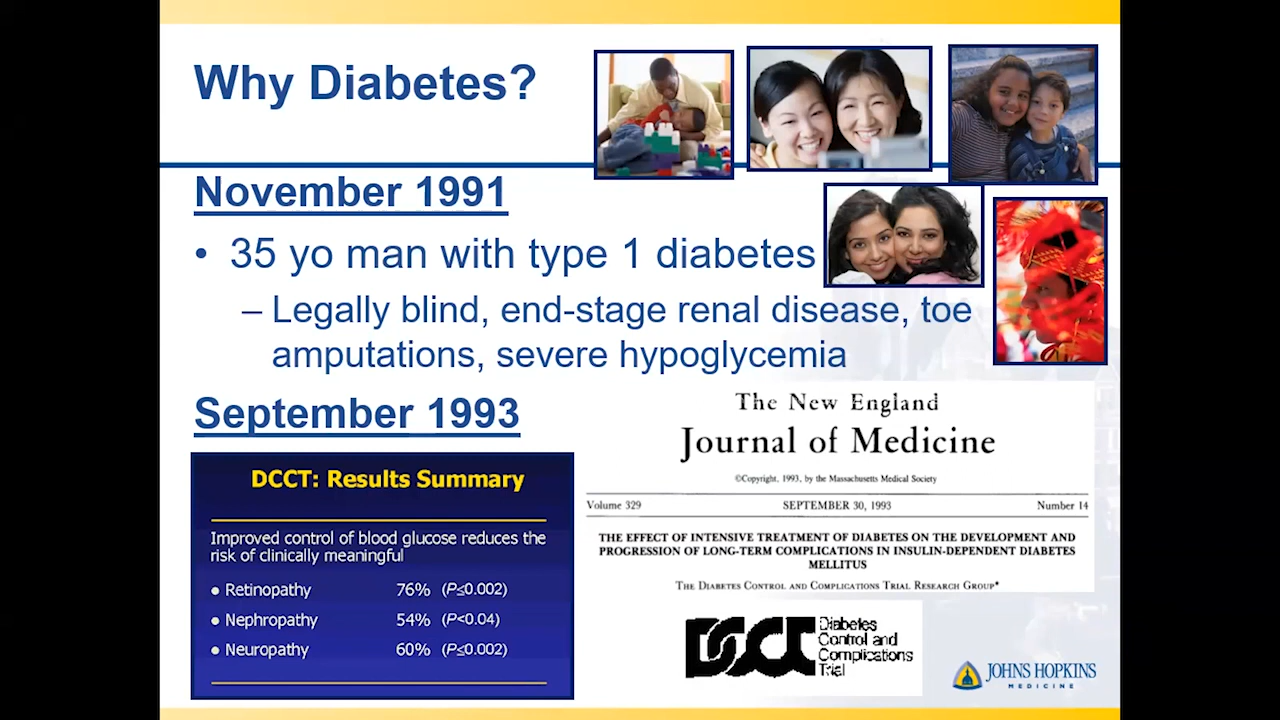 Why Diabetes?
November 1991
• 35 yo man with type 1 diabetes
– Legally blind, end-stage renal disease, toe
amputations, severe hypoglycemia
September 1993
DCCT: Results Summary
Improved control of blood glucose reduces the
risk of clinically meaningful
• Retinopathy 76% (P≤0.002)
• Nephropathy 54% (P<0.04)
• Neuropathy 60% (P≤0.002)
The New England
Journal of Medicine
©Copyright, 1993, by the Massachusetts Medical Society
Volume 329 SEPTEMBER 30, 1993 Number 14
THE EFFECT OF INTENSIVE TREATMENT OF DIABETES ON THE DEVELOPMENT AND
PROGRESSION OF LONG-TERM COMPLICATIONS IN INSULIN-DEPENDENT DIABETES
MELLITUS
THE DIABETES CONTROL AND COMPLICATIONS TRIAL RESEARCH GROUP*
DCCT
Diabetes
Control and
Complications
Trial
JOHNS HOPKINS
MEDICINE